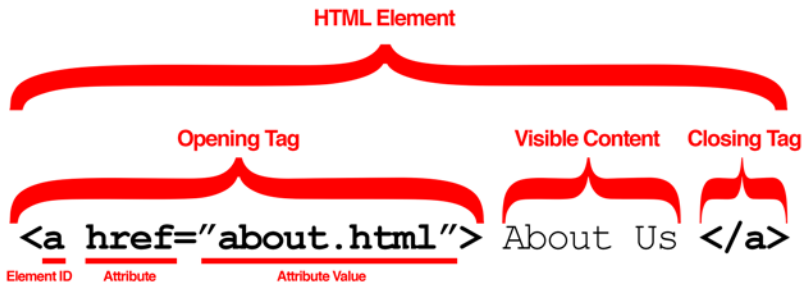 HTML Element
Opening Tag Visible Content Closing Tag
<a href=”about.html”> About Us </a>
Element ID Attribute Attribute Value